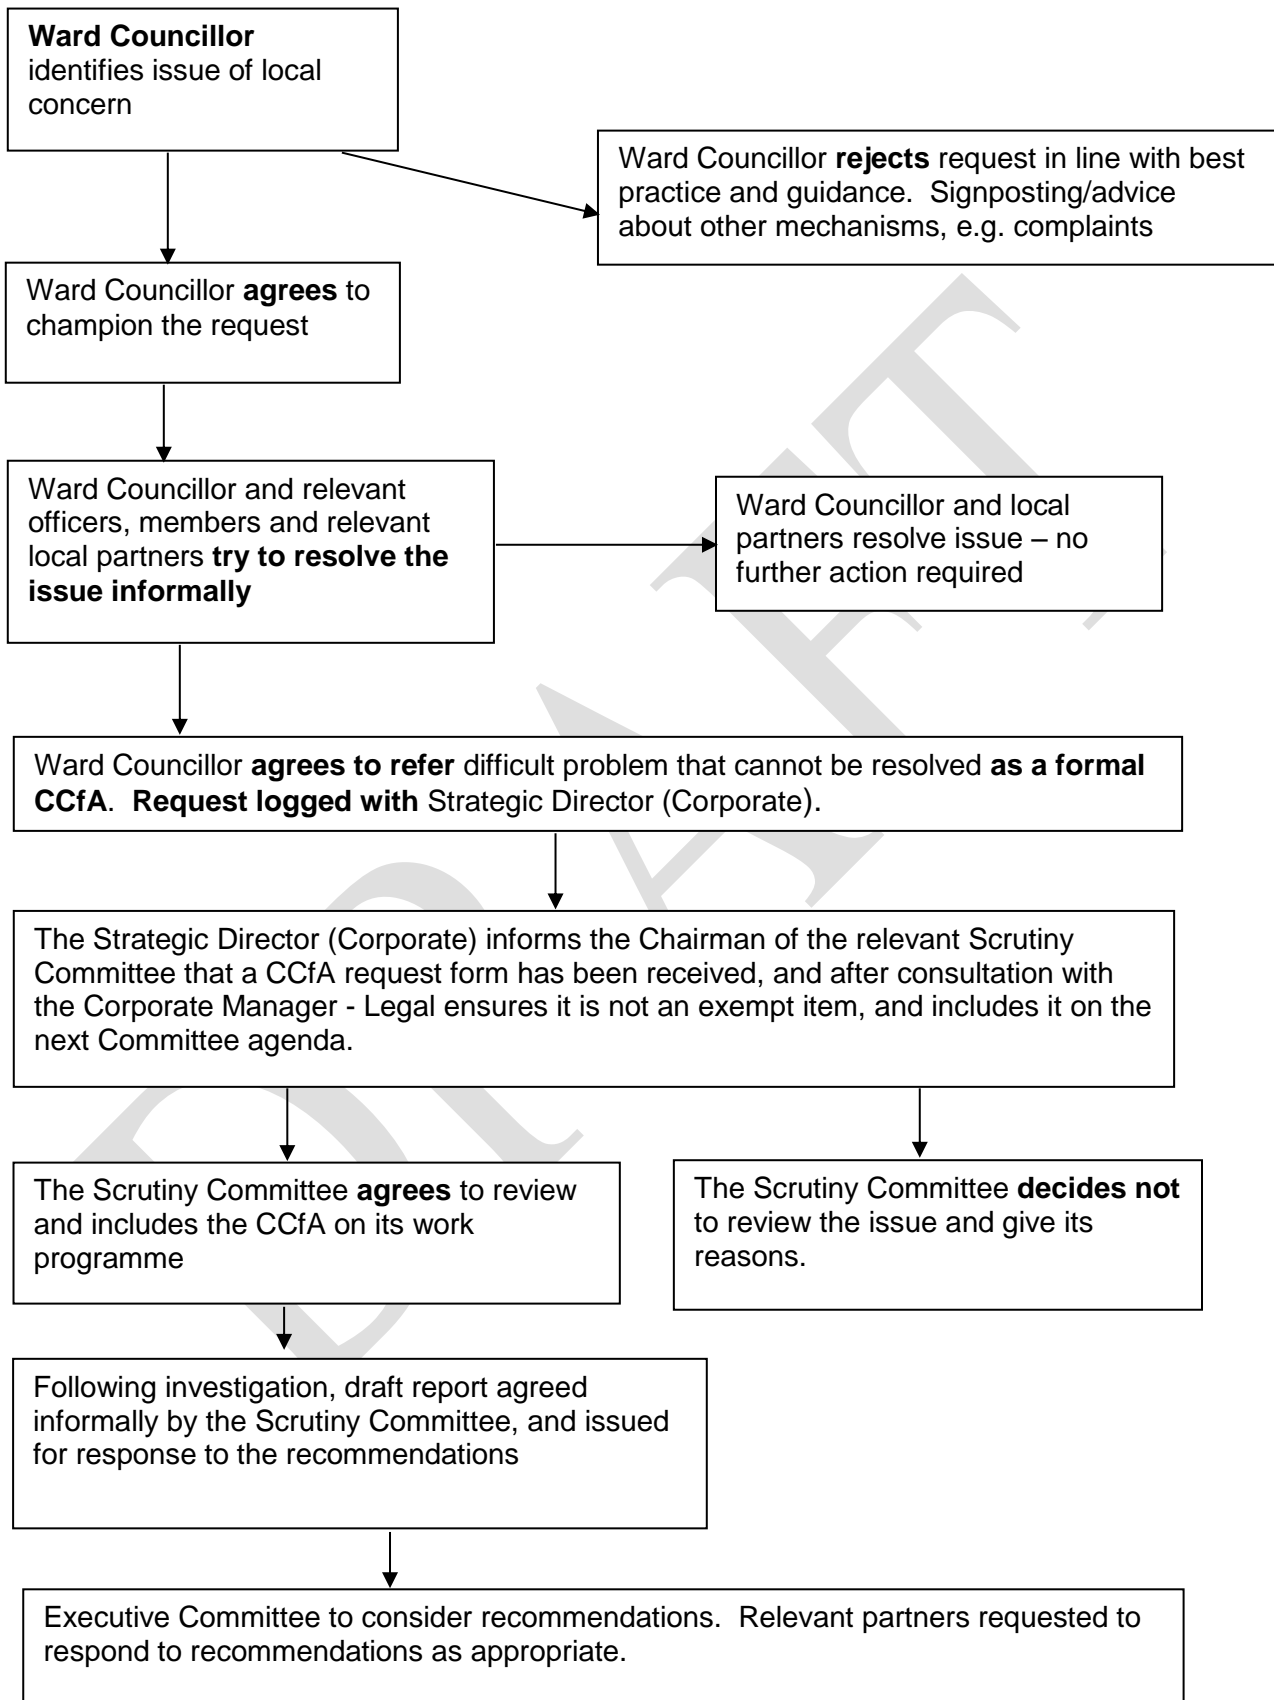 Ward Councillor
identifies issue of local
concern
Ward Councillor rejects request in line with best
practice and guidance.  Signposting/advice
about other mechanisms, e.g. complaints
Ward Councillor agrees to
champion the request
Ward Councillor and relevant
officers, members and relevant
local partners try to resolve the
issue informally
Ward Councillor and local
partners resolve issue – no
further action required
Ward Councillor agrees to refer difficult problem that cannot be resolved as a formal
CCfA.  Request logged with Strategic Director (Corporate).
The Strategic Director (Corporate) informs the Chairman of the relevant Scrutiny
Committee that a CCfA request form has been received, and after consultation with
the Corporate Manager - Legal ensures it is not an exempt item, and includes it on the
next Committee agenda.
The Scrutiny Committee agrees to review
and includes the CCfA on its work
programme
The Scrutiny Committee decides not
to review the issue and give its
reasons.
Following investigation, draft report agreed
informally by the Scrutiny Committee, and issued
for response to the recommendations
Executive Committee to consider recommendations.  Relevant partners requested to
respond to recommendations as appropriate.
DRAFT